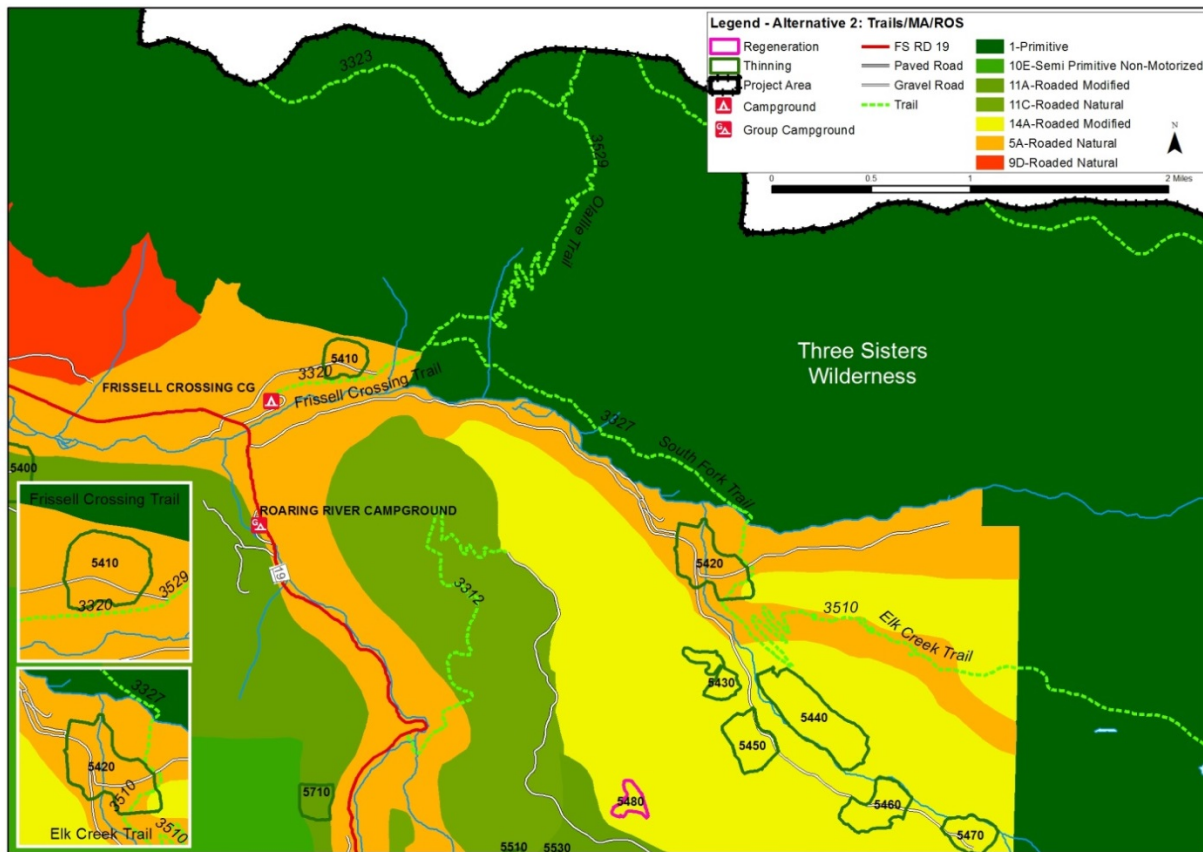 Legend - Alternative 2: Trails/MA/ROS
Regeneration
Thinning
Project Area
Campground
Group Campground
FS RD 19
Paved Road
Gravel Road
Trail
1-Primitive
10E-Semi Primitive Non-Motorized
11A-Roaded Modified
11C-Roaded Natural
14A-Roaded Modified
5A-Roaded Natural
9D-Roaded Natural
N
0 0.5 1 2 Miles
G
3323
3529
Olallie Trail
Three Sisters
Wilderness
5410
3320
FRISSELL CROSSING CG
Frissell Crossing Trail
3327
South Fork Trail
5400
G
ROARING RIVER CAMPGROUND
19
3312
5420
3510
Elk Creek Trail
5430
5440
5450
5460
5470
5480
5710
5510 5530
Frissell Crossing Trail
5410
3529
3320
3327
5420
3510
3510
Elk Creek Trail